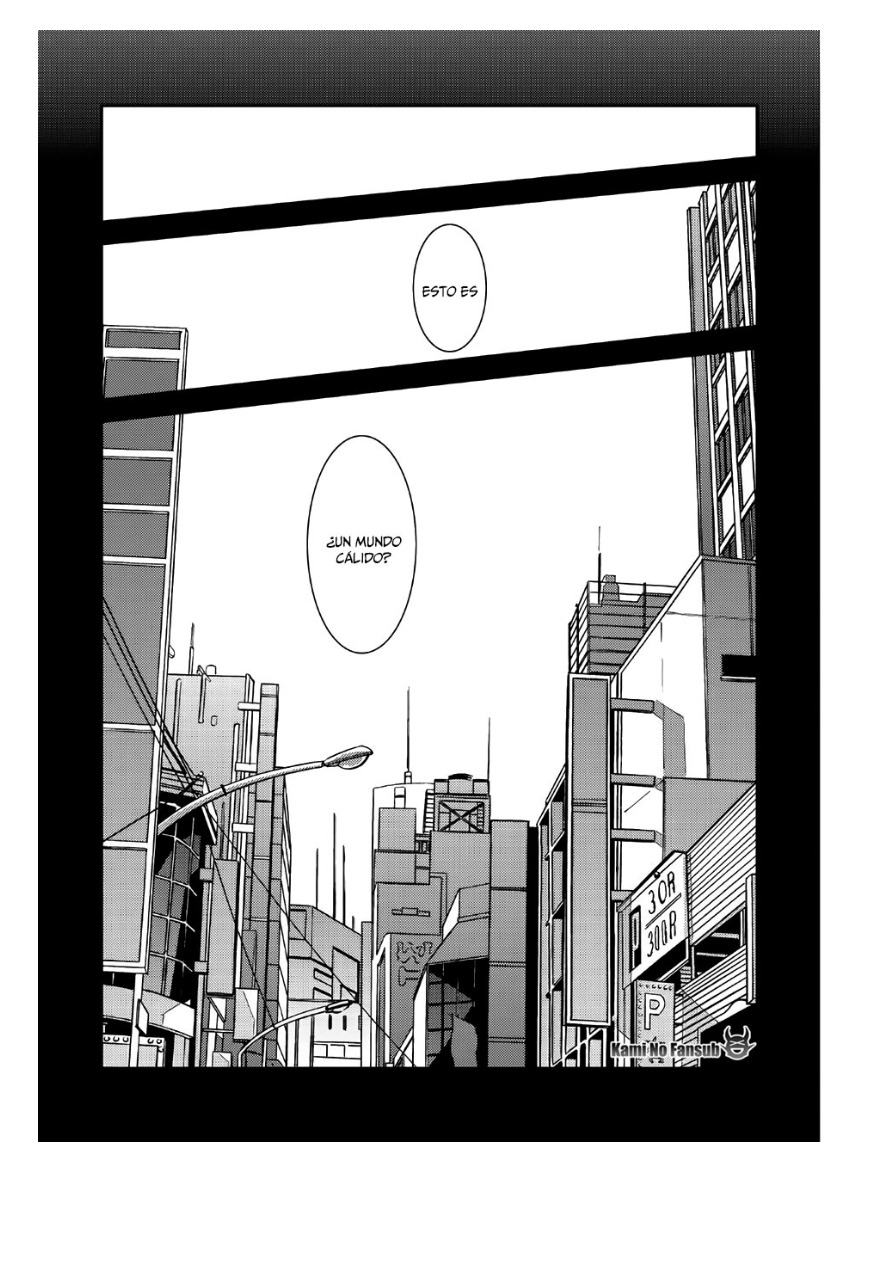 ESTO ES
¿UN MUNDO
CÁLIDO?
30R
P
300R
P
Kami No Fansub